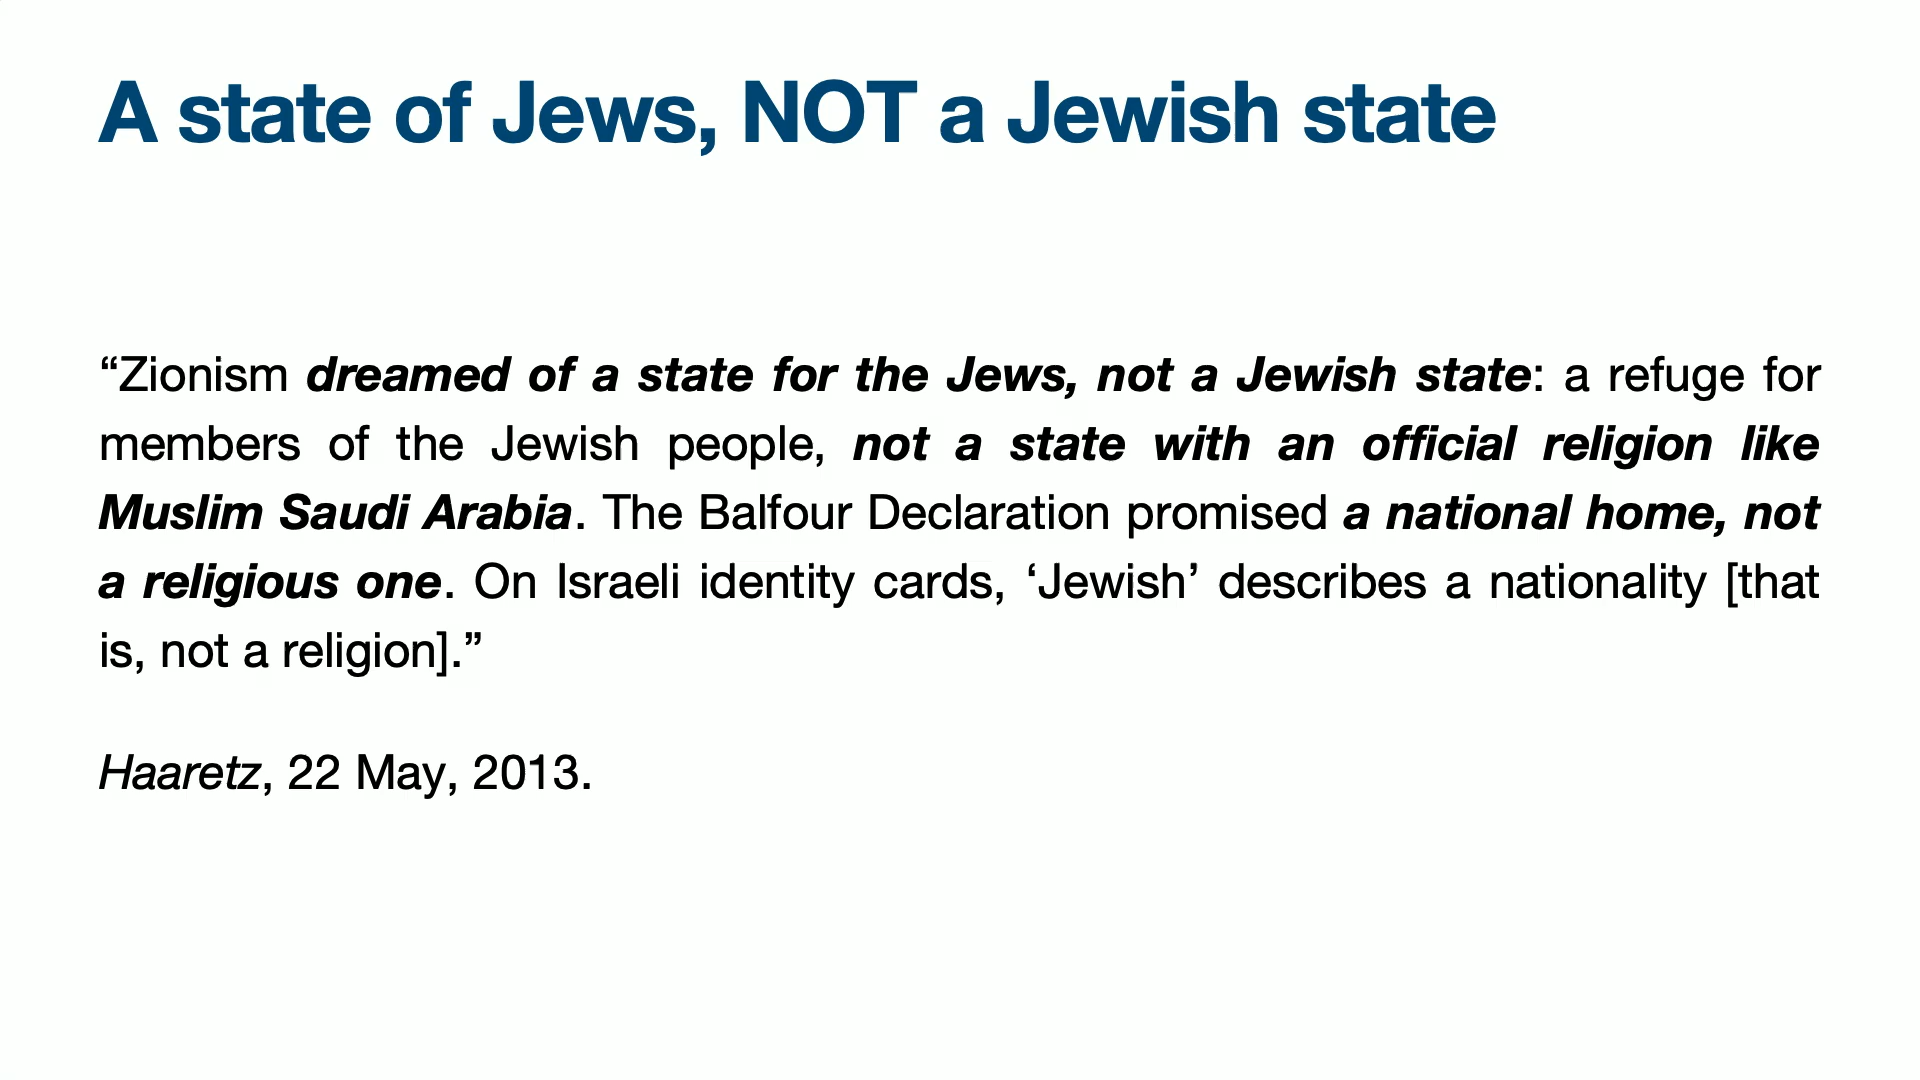 A state of Jews, NOT a Jewish state
“Zionism dreamed of a state for the Jews, not a Jewish state: a refuge for
members of the Jewish people, not a state with an official religion like
Muslim Saudi Arabia. The Balfour Declaration promised a national home, not
a religious one. On Israeli identity cards, ‘Jewish’ describes a nationality [that
is, not a religion].”
Haaretz, 22 May, 2013.